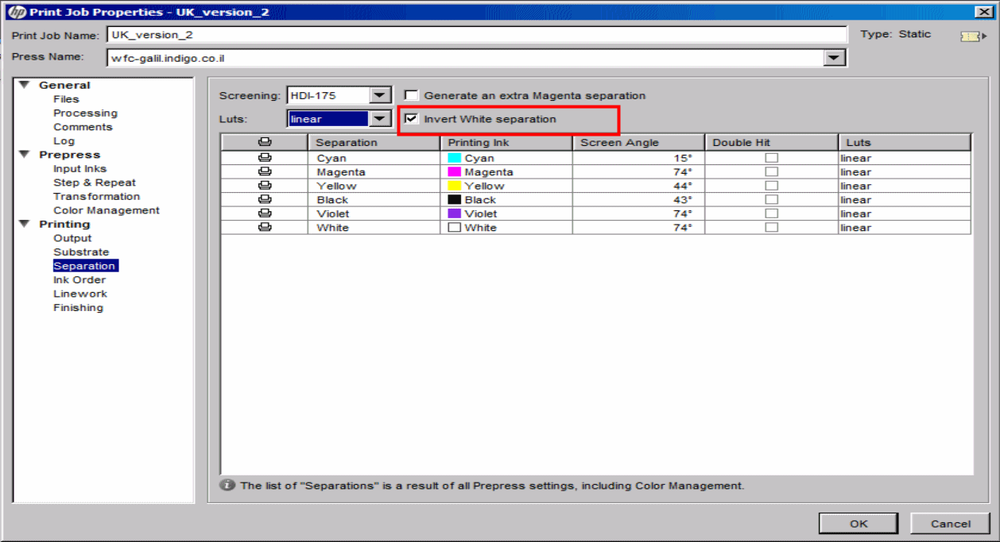 hp Print Job Properties - UK_version_2
Print Job Name: UK_version_2 Type: Static
Press Name: wfc-galil.indigo.co.il
General
Files
Processing
Comments
Log
Prepress
Input Inks
Step & Repeat
Transformation
Color Management
Printing
Output
Substrate
Separation
Ink Order
Linework
Finishing
Screening: HDI-175 Generate an extra Magenta separation
Luts: linear Invert White separation
Separation Printing Ink Screen Angle Double Hit Luts
Cyan Cyan 15° linear
Magenta Magenta 74° linear
Yellow Yellow 44° linear
Black Black 43° linear
Violet Violet 74° linear
White White 74° linear
i The list of "Separations" is a result of all Prepress settings, including Color Management.
OK Cancel